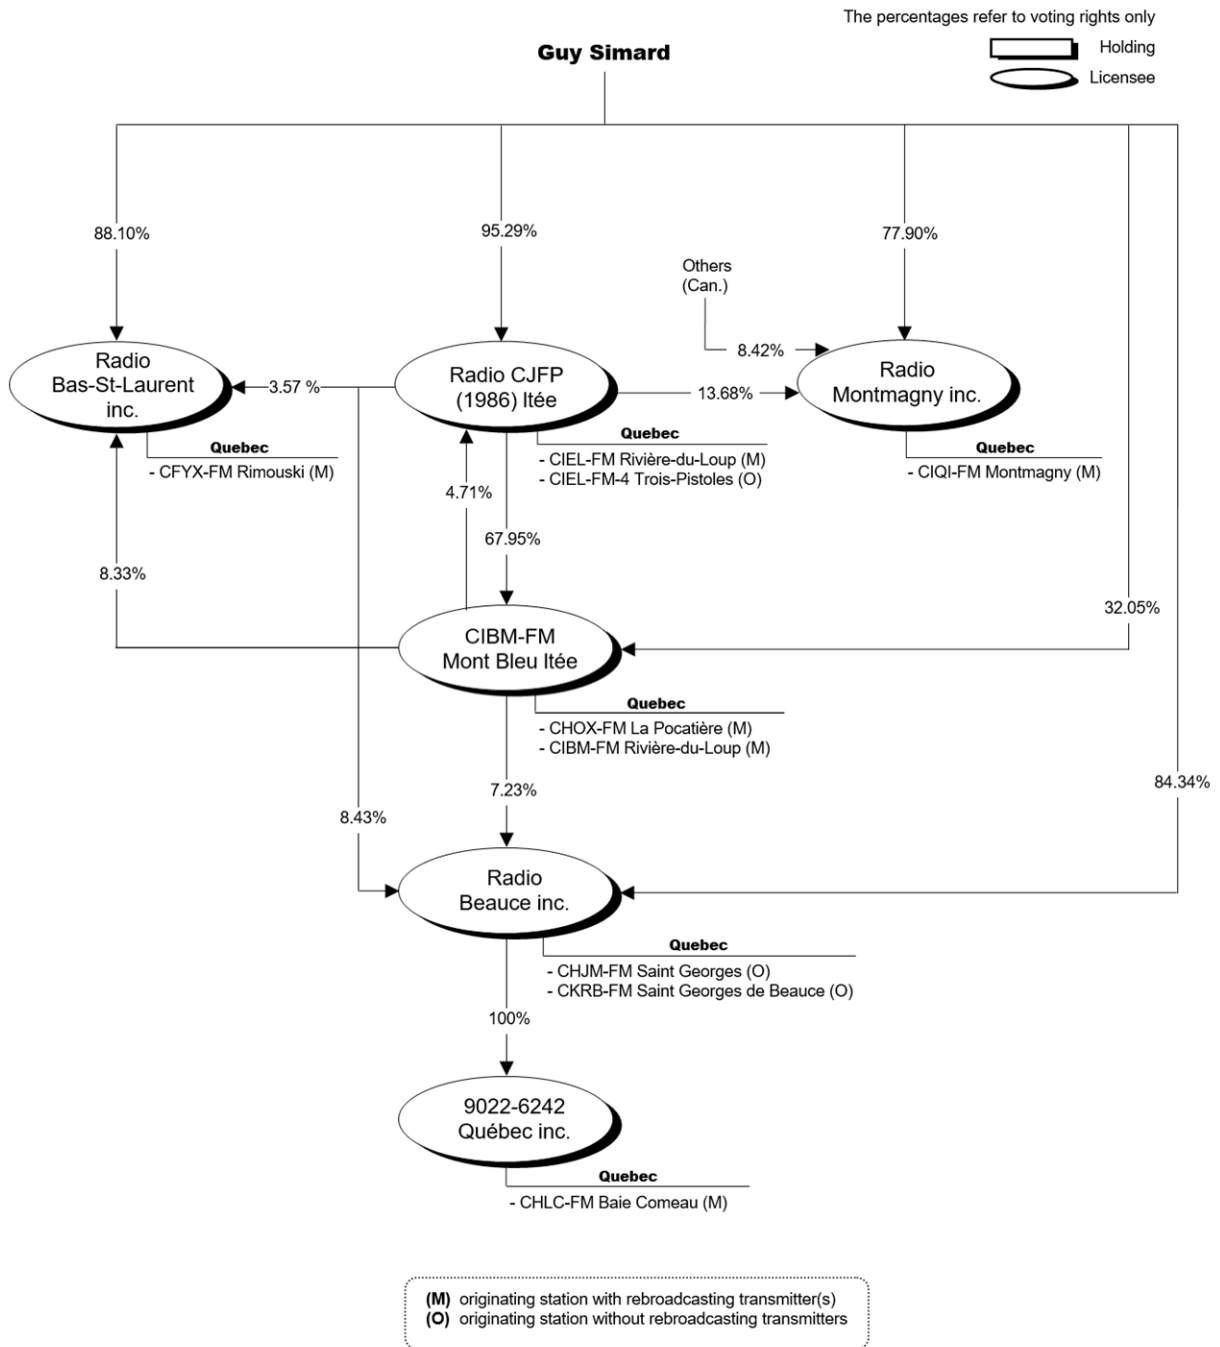 The percentages refer to voting rights only
Holding
Licensee
Guy Simard
88.10%
95.29%
77.90%
Others
(Can.)
8.42%
Radio
Bas-St-Laurent
inc.
3.57 %
Radio CJFP
(1986) ltée
13.68%
Radio
Montmagny inc.
Quebec
- CFYX-FM Rimouski (M)
Quebec
- CIEL-FM Rivière-du-Loup (M)
- CIEL-FM-4 Trois-Pistoles (O)
Quebec
- CIQI-FM Montmagny (M)
4.71%
67.95%
8.33%
32.05%
CIBM-FM
Mont Bleu ltée
Quebec
- CHOX-FM La Pocatière (M)
- CIBM-FM Rivière-du-Loup (M)
7.23%
84.34%
8.43%
Radio
Beauce inc.
Quebec
- CHJM-FM Saint Georges (O)
- CKRB-FM Saint Georges de Beauce (O)
100%
9022-6242
Québec inc.
Quebec
- CHLC-FM Baie Comeau (M)
(M) originating station with rebroadcasting transmitter(s)
(O) originating station without rebroadcasting transmitters